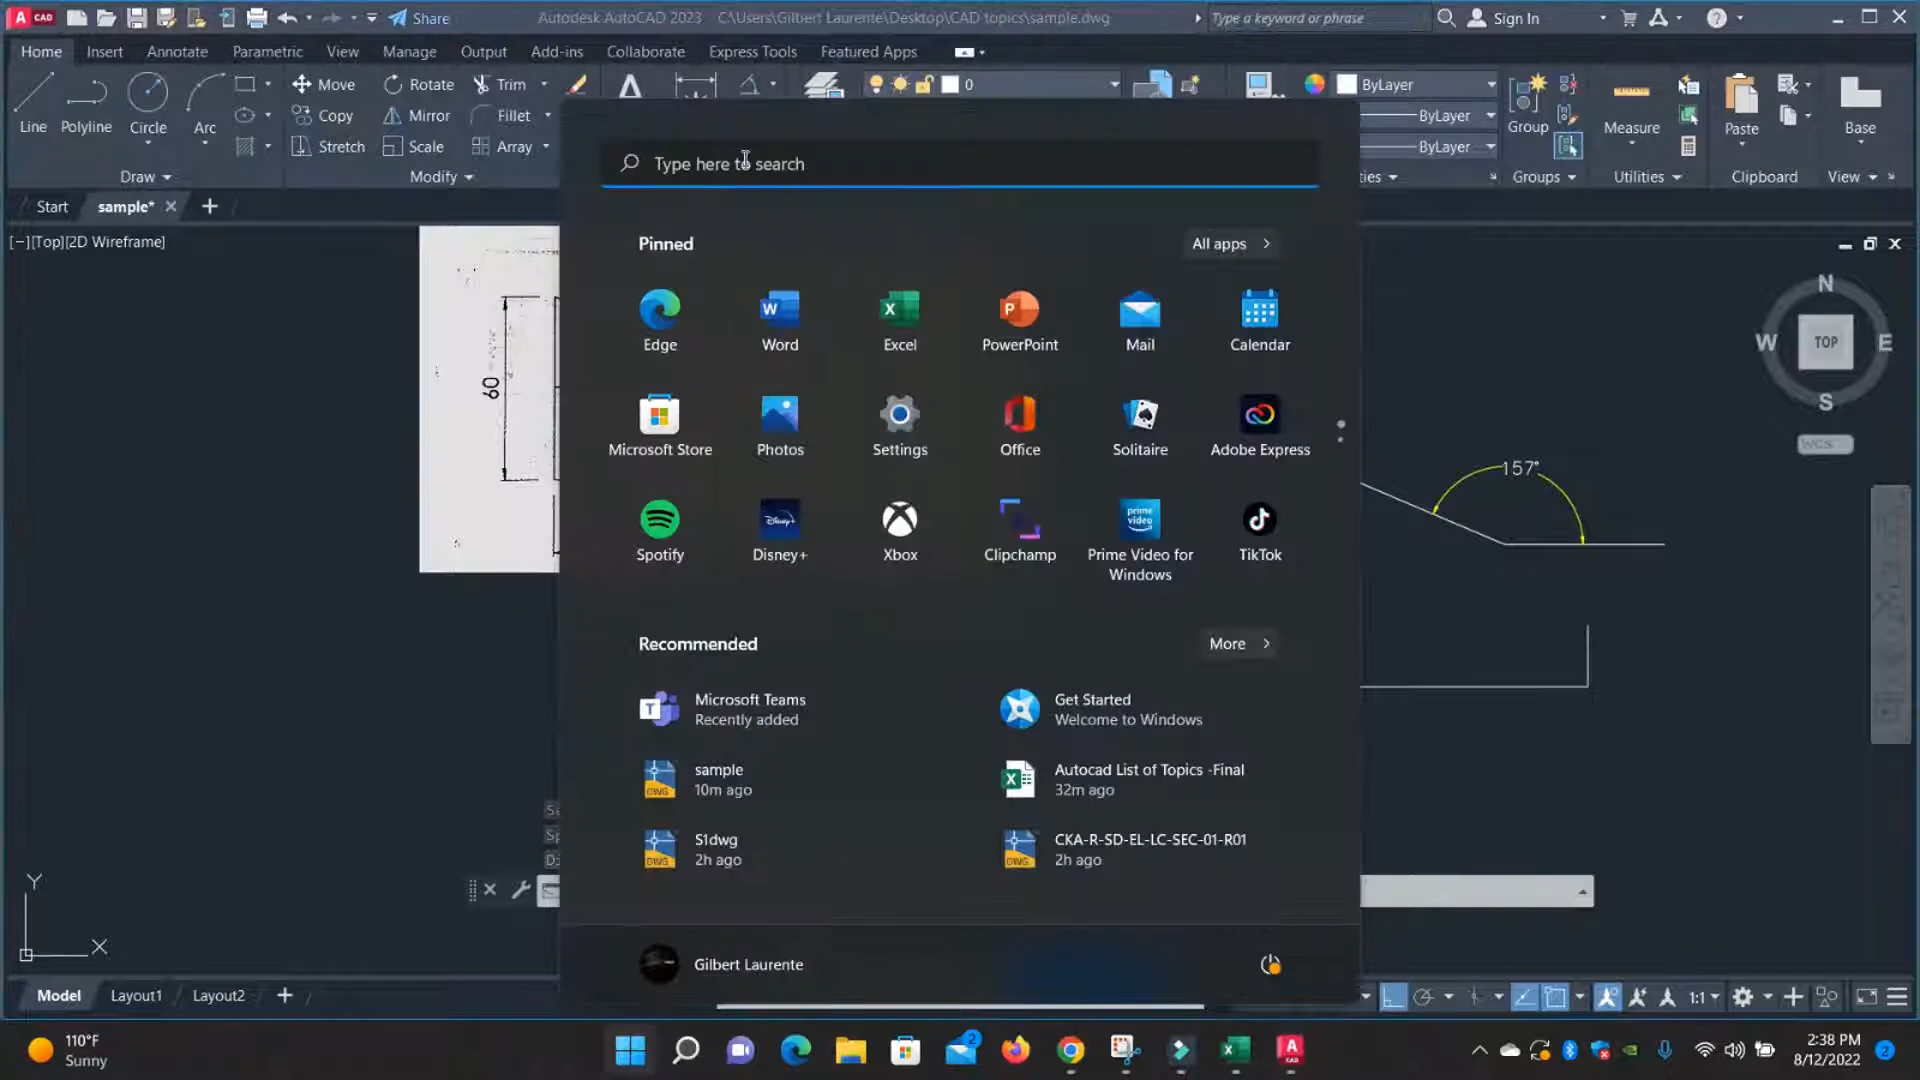 A CAD
Share
Autodesk AutoCAD 2023 C:\Users\Gilbert Laurente\Desktop\CAD topics\sample.dwg
Type a keyword or phrase
Sign In
Home Insert Annotate Parametric View Manage Output Add-ins Collaborate Express Tools Featured Apps
Line
Polyline
Circle
Arc
Move
Rotate
Trim
Copy
Mirror
Fillet
Stretch
Scale
Array
A
0
ByLayer
ByLayer
ByLayer
Group
Measure
Paste
Base
Draw
Modify
Groups
Utilities
Clipboard
View
Start
sample*
[−][Top][2D Wireframe]
Type here to search
Pinned
All apps
Edge
Word
Excel
PowerPoint
Mail
Calendar
Microsoft Store
Photos
Settings
Office
Solitaire
Adobe Express
Spotify
Disney+
Xbox
Clipchamp
Prime Video for
Windows
TikTok
Recommended
More
Microsoft Teams
Recently added
Get Started
Welcome to Windows
sample
10m ago
Autocad List of Topics -Final
32m ago
S1dwg
2h ago
CKA-R-SD-EL-LC-SEC-01-R01
2h ago
Gilbert Laurente
60
157°
N
W
TOP
E
S
WCS
Y
X
Model
Layout1
Layout2
1:1
110°F
Sunny
2
2:38 PM
8/12/2022
2